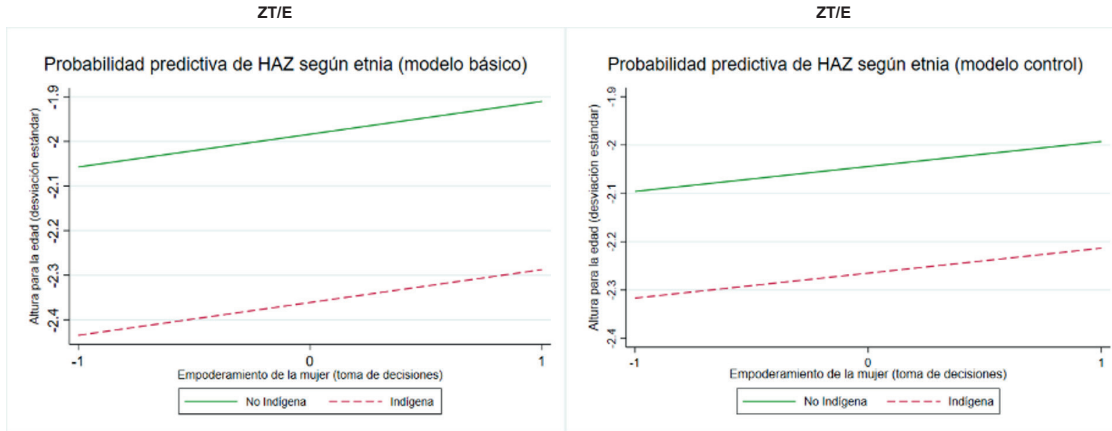 ZT/E
Probabilidad predictiva de HAZ según etnia (modelo básico)
Altura para la edad (desviación estándar)
-1.9
-2
-2.1
-2.2
-2.3
-2.4
-1
0
1
Empoderamiento de la mujer (toma de decisiones)
No Indígena
Indígena
ZT/E
Probabilidad predictiva de HAZ según etnia (modelo control)
Altura para la edad (desviación estándar)
-1.9
-2
-2.1
-2.2
-2.3
-2.4
-1
0
1
Empoderamiento de la mujer (toma de decisiones)
No Indígena
Indígena